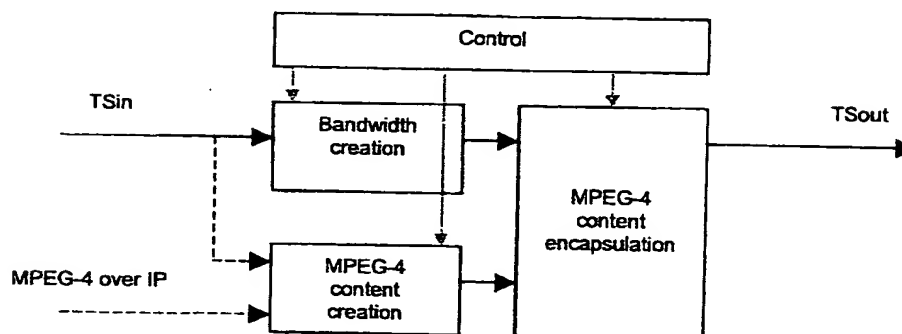 Control
TSin
Bandwidth
creation
TSout
MPEG-4
content
encapsulation
MPEG-4 over IP
MPEG-4
content
creation